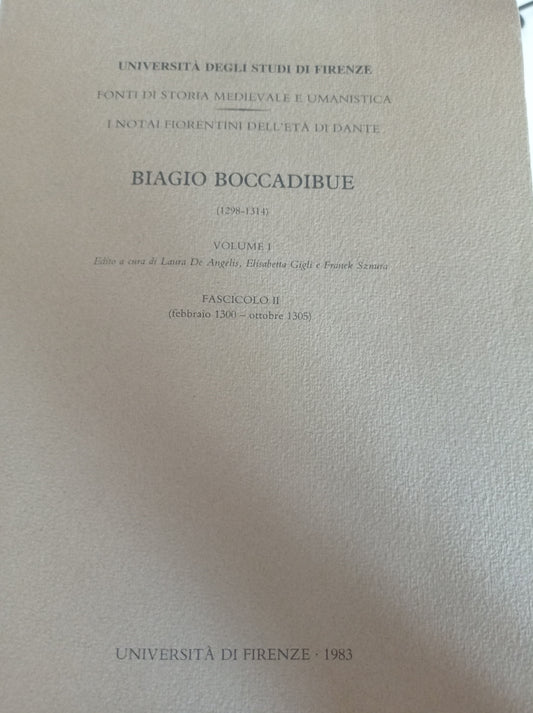 UNIVERSITÀ DEGLI STUDI DI FIRENZE
FONTI DI STORIA MEDIEVALE E UMANISTICA
I NOTAI FIORENTINI DELL'ETÀ DI DANTE
BIAGIO BOCCADIBUE
(1298-1314)
VOLUME I
Edito a cura di Laura De Angelis, Elisabetta Gigli e Franek Sznura
FASCICOLO II
(febbraio 1300 – ottobre 1305)
UNIVERSITÀ DI FIRENZE · 1983